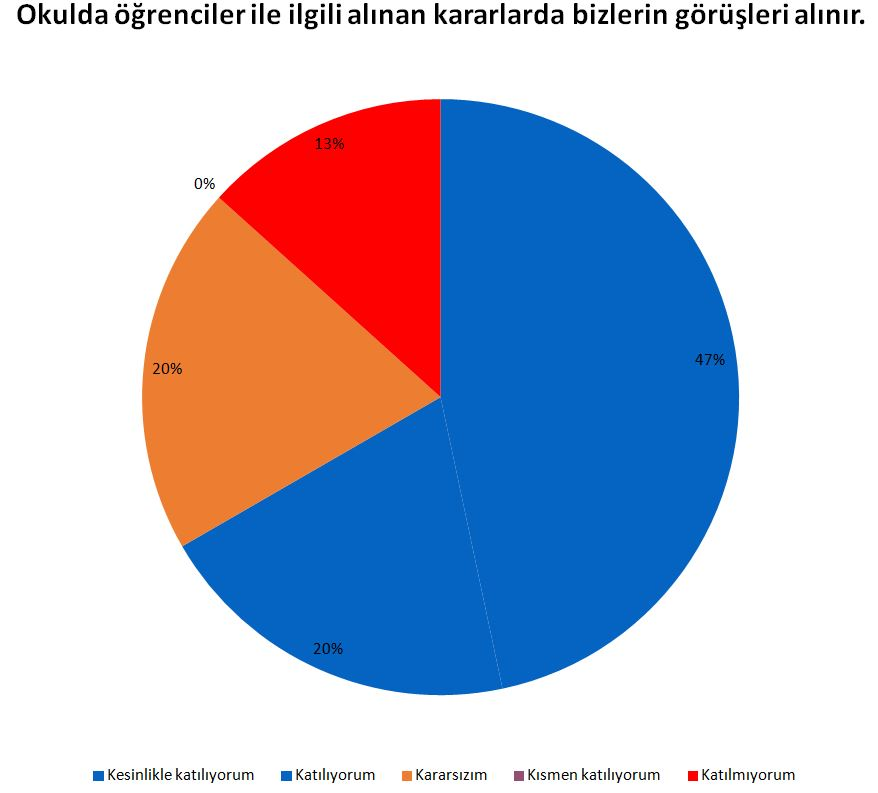 Okulda öğrenciler ile ilgili alınan kararlarda bizlerin görüşleri alınır.
13%
0%
47%
20%
20%
Kesinlikle katılıyorum Katılıyorum Kararsızım Kısmen katılıyorum Katılmıyorum